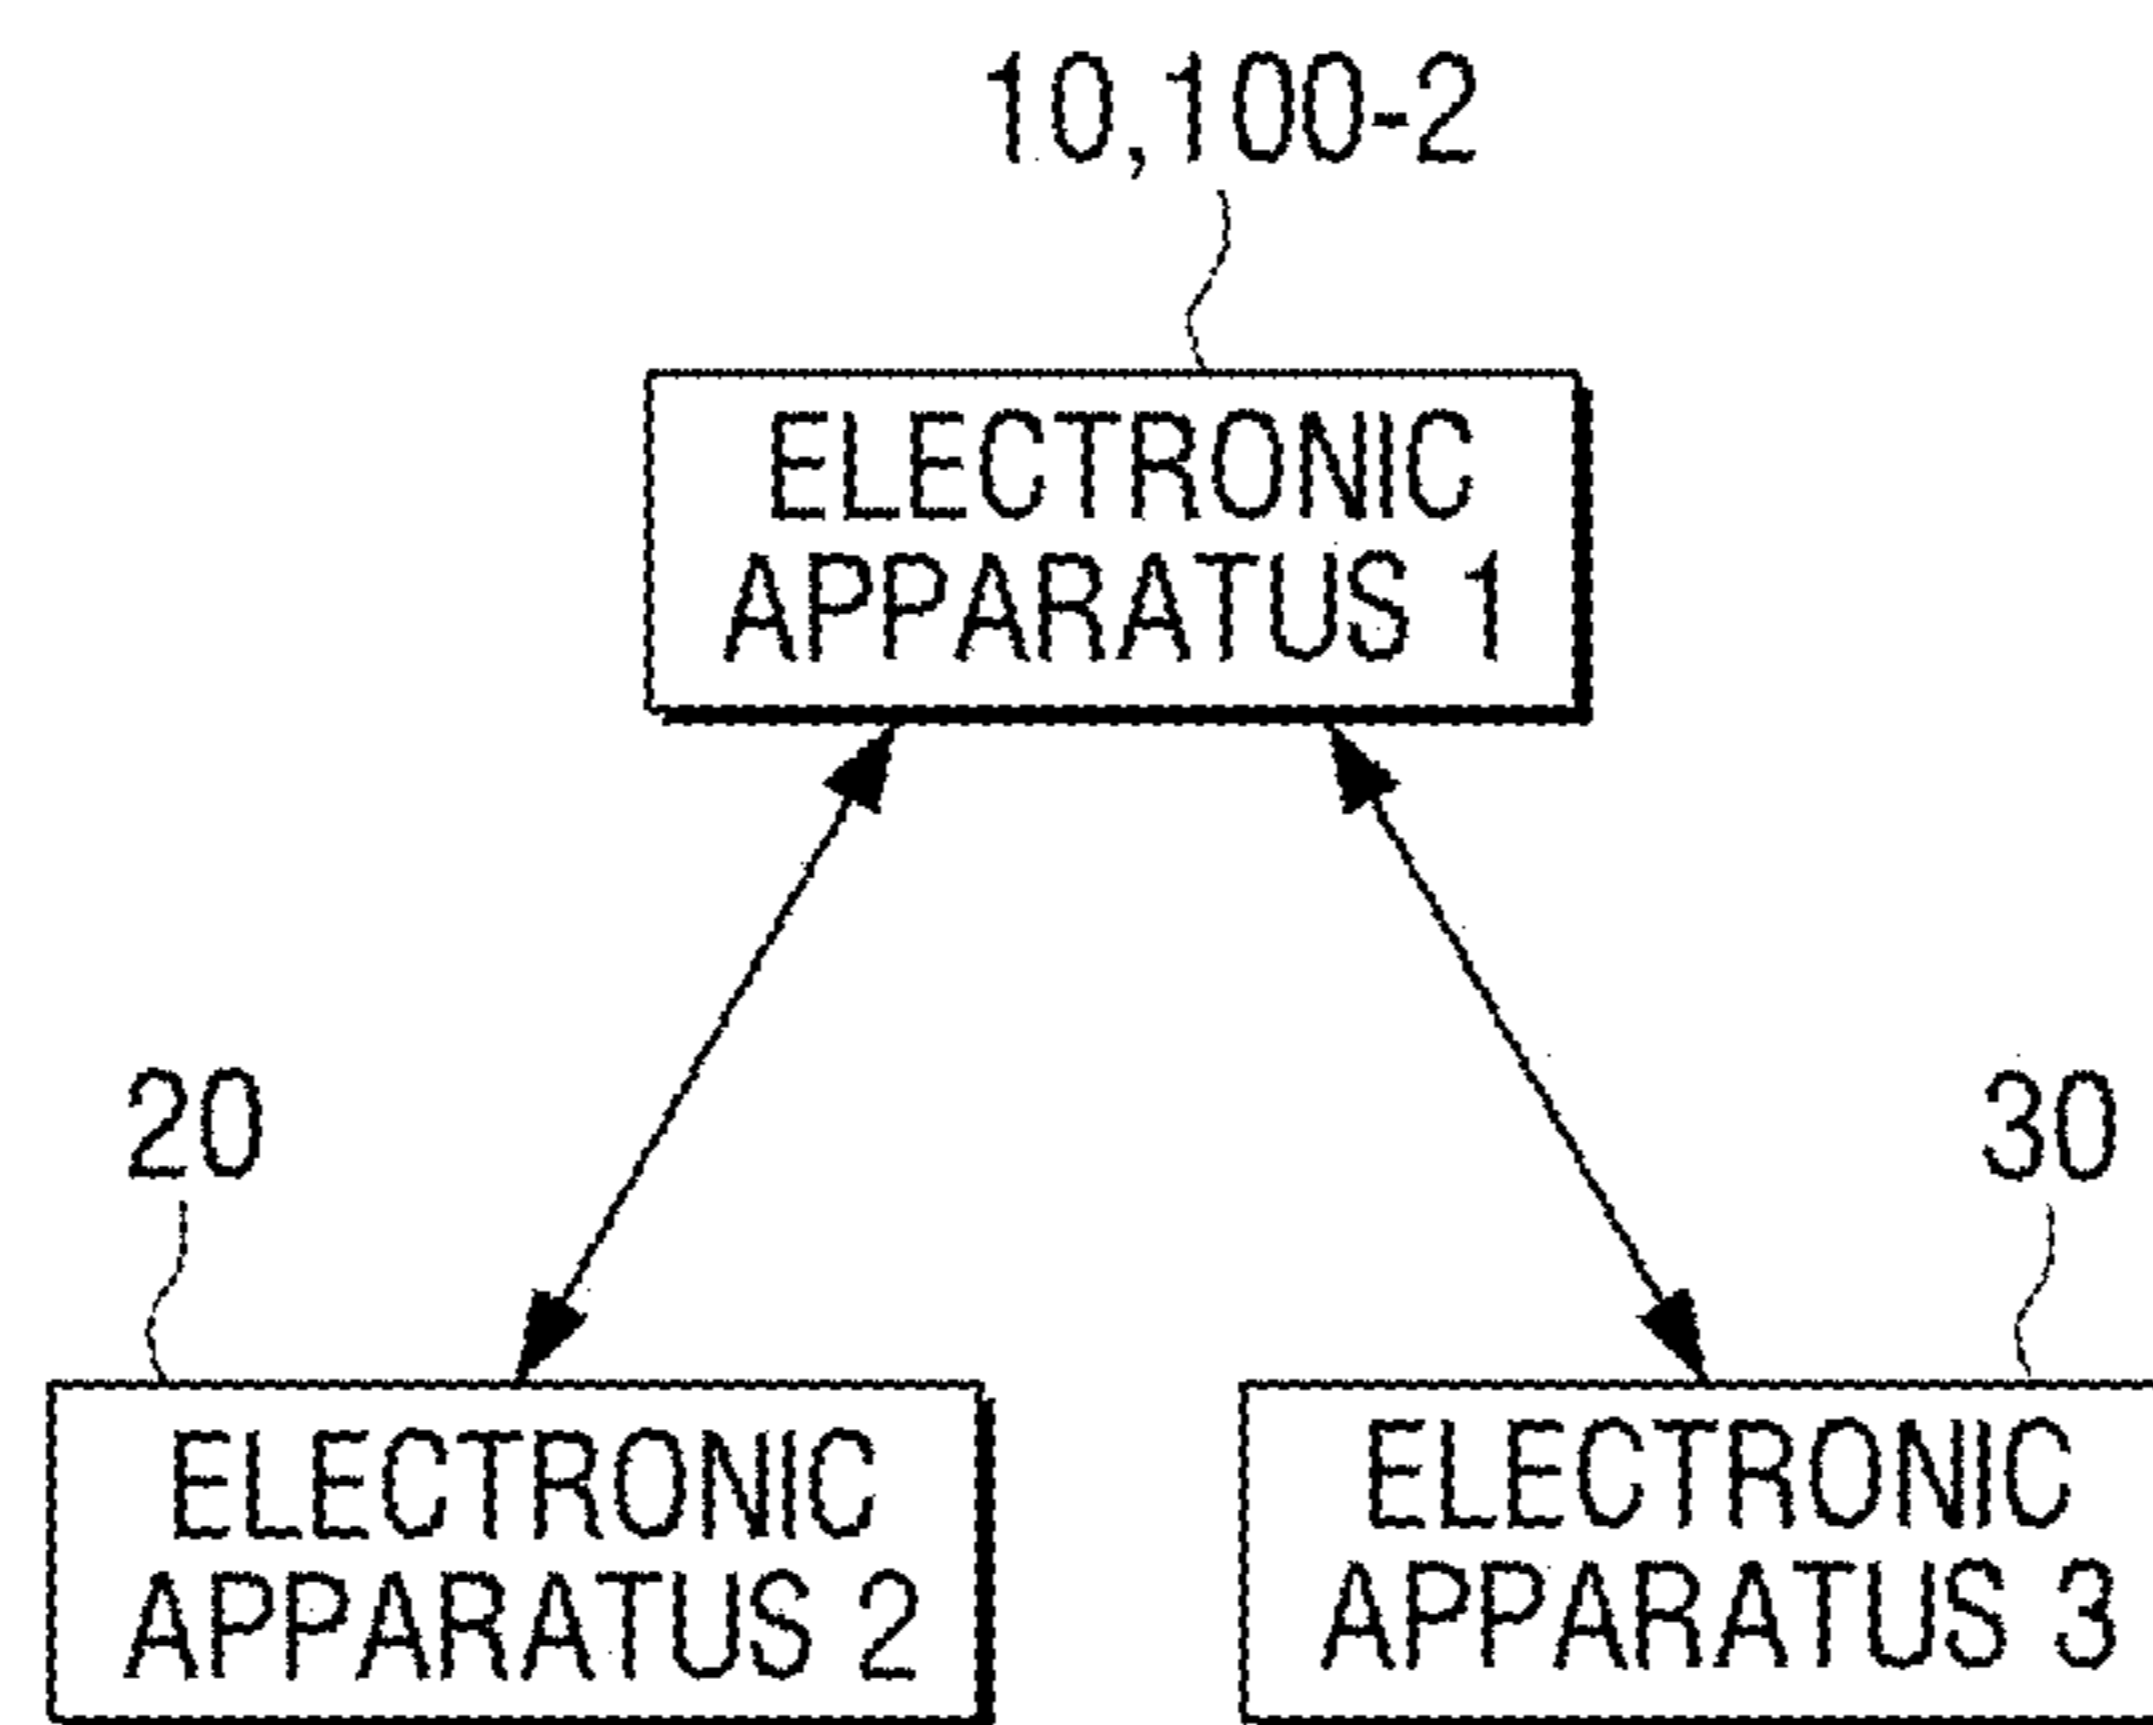 10,100-2
ELECTRONIC
APPARATUS 1
20
30
ELECTRONIC
APPARATUS 2
ELECTRONIC
APPARATUS 3